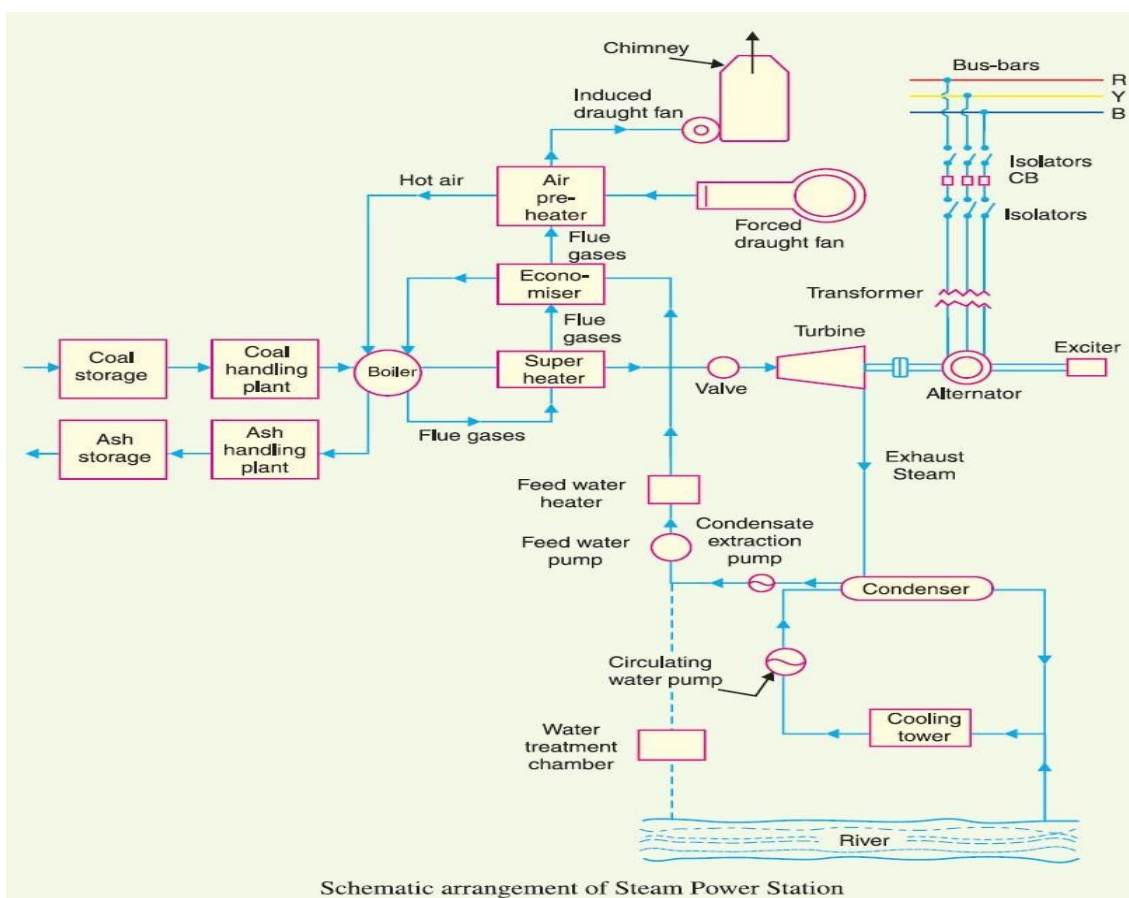 Chimney
Bus-bars
R
Y
B
Induced
draught fan
Isolators
CB
Isolators
Hot air
Air
pre-
heater
Forced
draught fan
Flue
gases
Econo-
miser
Transformer
Flue
gases
Turbine
Exciter
Coal
storage
Coal
handling
plant
Boiler
Super
heater
Valve
Alternator
Flue gases
Ash
storage
Ash
handling
plant
Exhaust
Steam
Feed water
heater
Condensate
extraction
pump
Feed water
pump
Condenser
Circulating
water pump
Cooling
tower
Water
treatment
chamber
River
Schematic arrangement of Steam Power Station